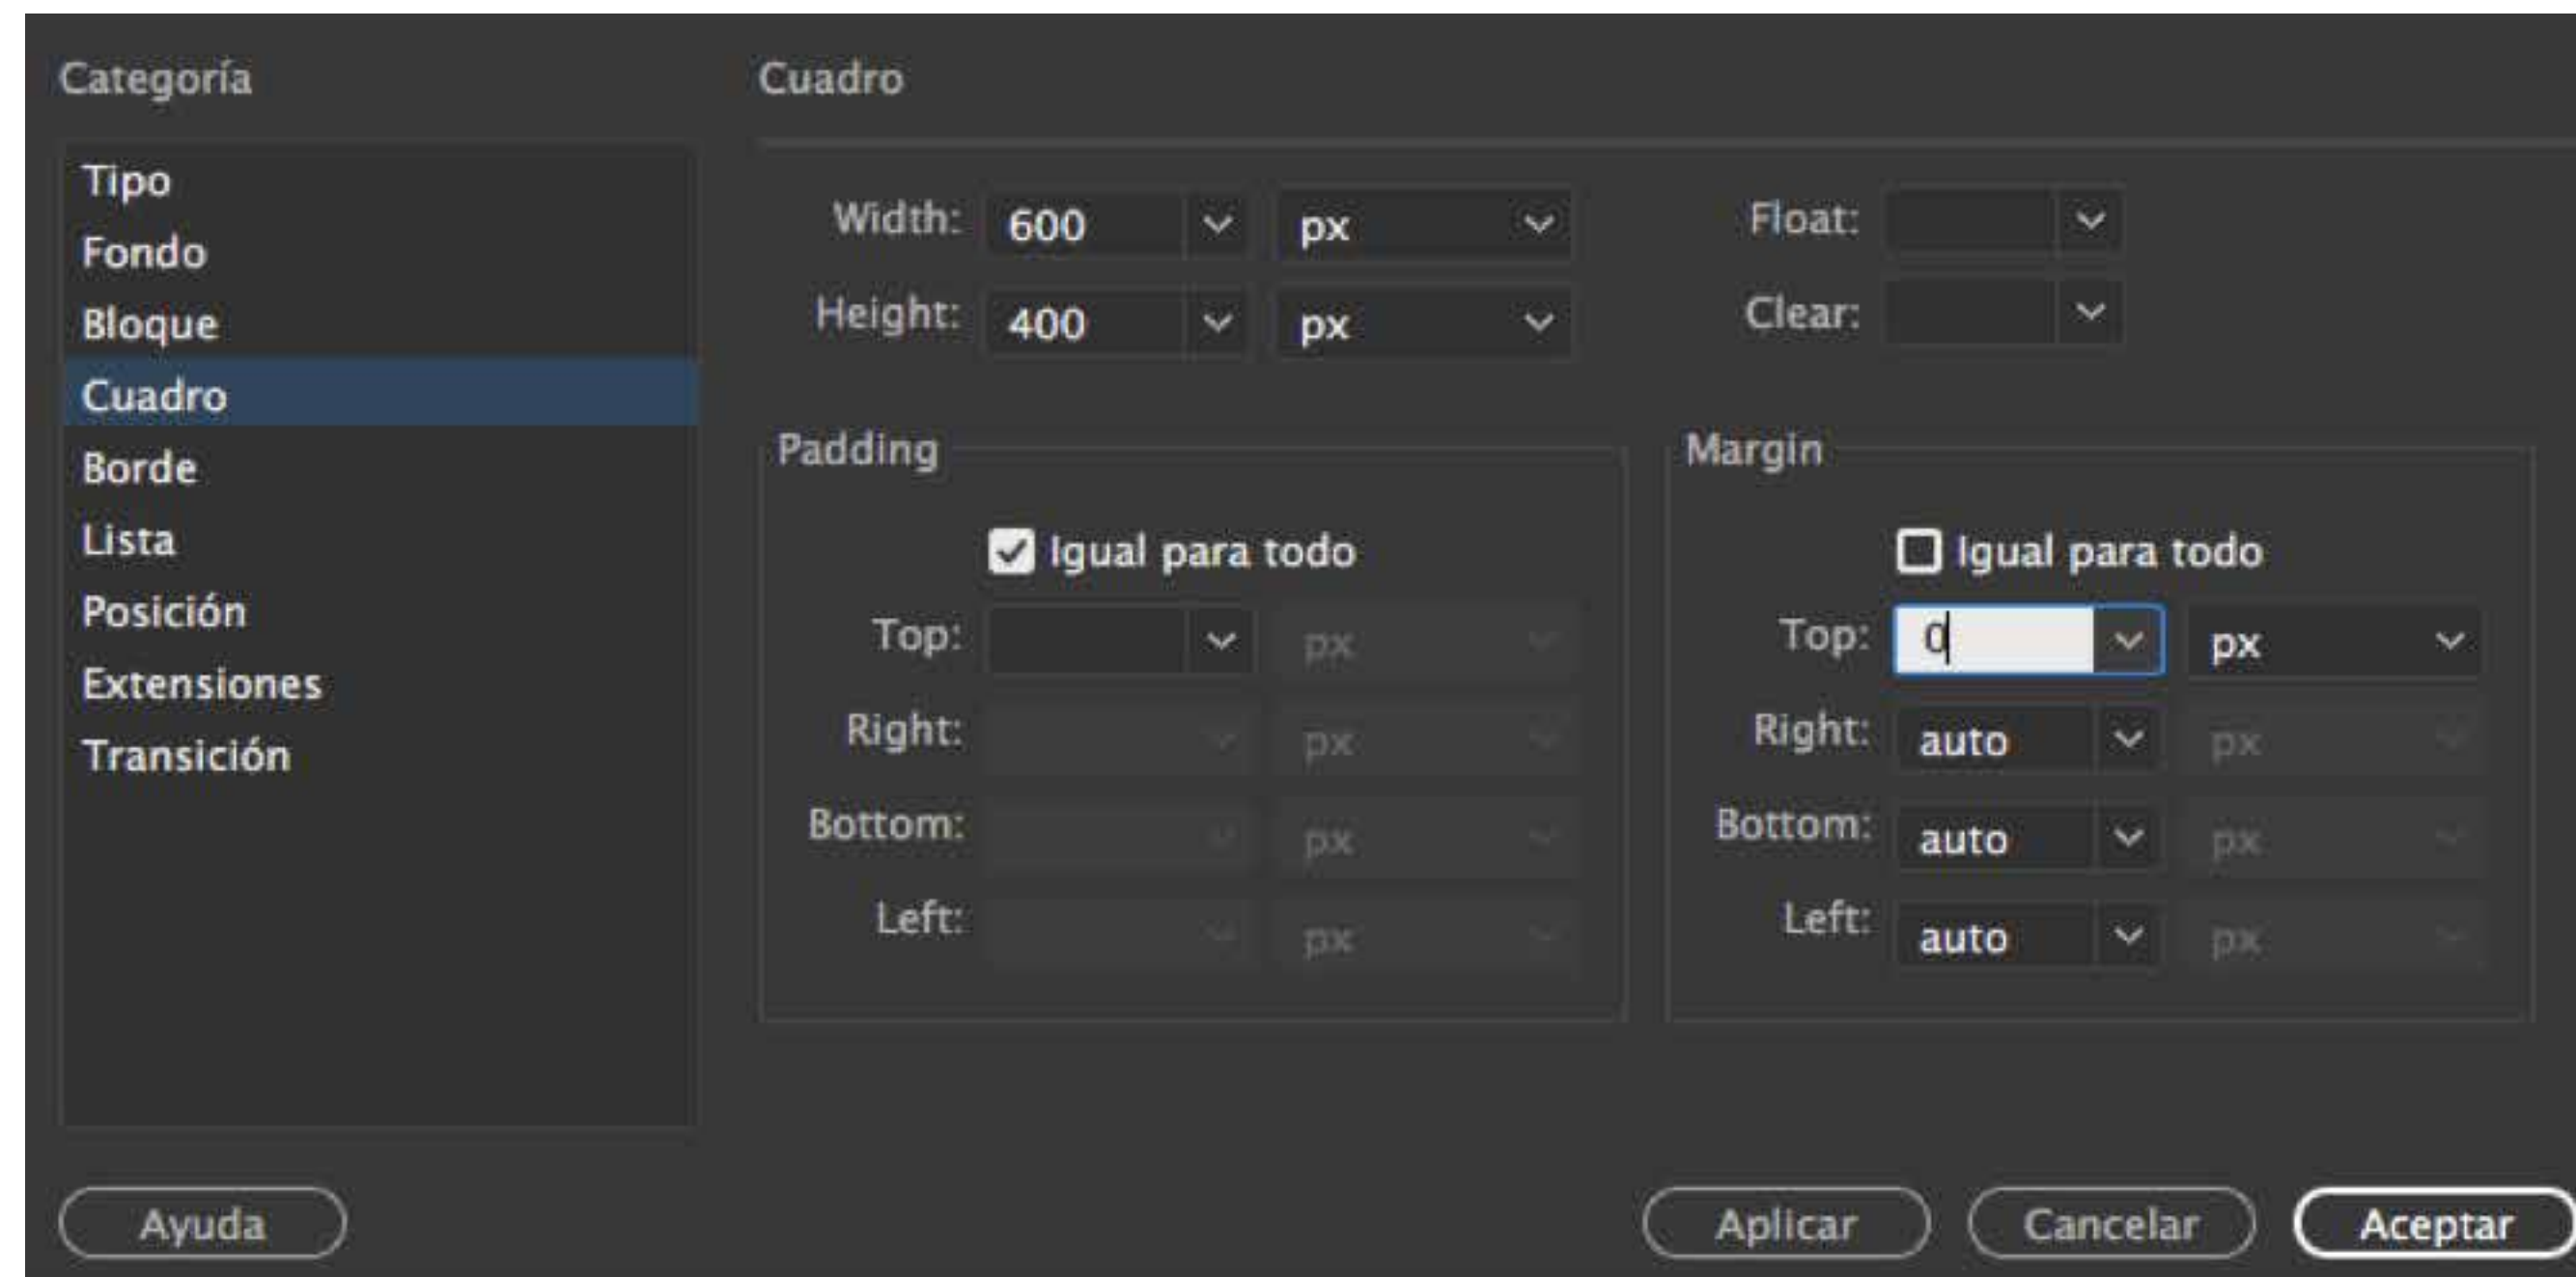 Categoría
Tipo
Fondo
Bloque
Cuadro
Borde
Lista
Posición
Extensiones
Transición
Cuadro
Width: 600 px
Height: 400 px
Float:
Clear:
Padding
Igual para todo
Top: px
Right: px
Bottom: px
Left: px
Margin
Igual para todo
Top: 0 px
Right: auto px
Bottom: auto px
Left: auto px
Ayuda
Aplicar
Cancelar
Aceptar